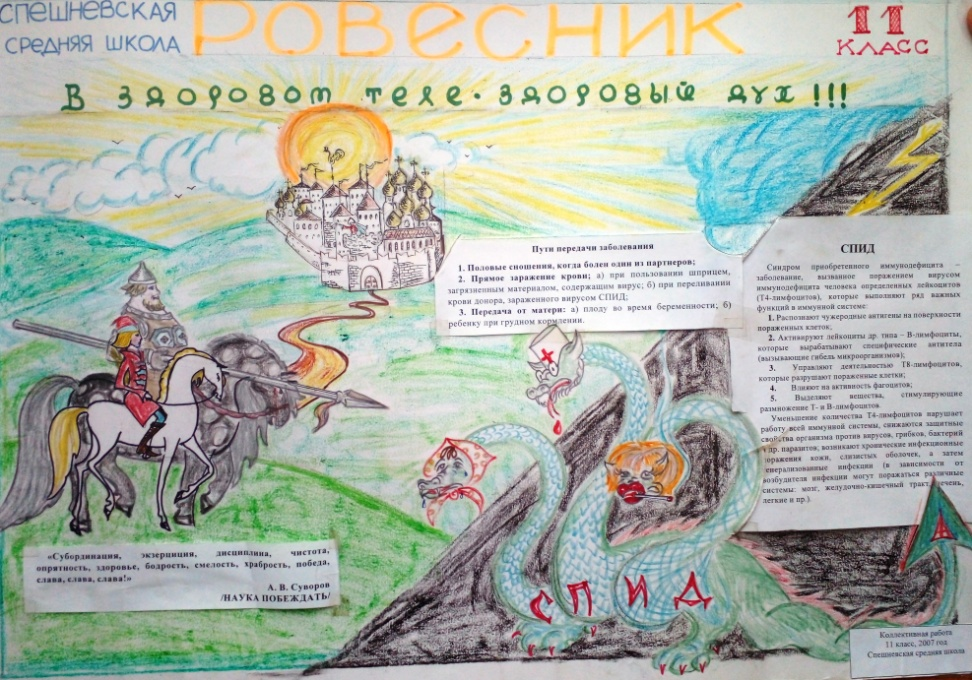 СПЕШНЕВСКАЯ
СРЕДНЯЯ ШКОЛА
РОВЕСНИК
11
КЛАСС
В здоровом теле-здоровый дух!!!
Пути передачи заболевания
1. Половые сношения, когда болен один из партнеров;
2. Прямое заражение крови; а) при пользовании шприцем,
загрязненным материалом, содержащим вирус; б) при переливании
крови донора, зараженного вирусом СПИД;
3. Передача от матери: а) плоду во время беременности; б)
ребенку при грудном кормлении.
СПИД
Синдром приобретенного иммунодефицита –
заболевание, вызванное поражением вирусом
иммунодефицита человека определенных лейкоцитов
(Т4-лимфоцитов), которые выполняют ряд важных
функций в иммунной системе:
1. Распознают чужеродные антигены на поверхности
пораженных клеток;
2. Активируют лейкоциты др. типа – В-лимфоциты,
которые вырабатывают специфические антитела
(вызывающие гибель микроорганизмов);
3. Управляют деятельностью Т8-лимфоцитов,
которые разрушают пораженные клетки;
4. Влияют на активность фагоцитов;
5. Выделяют вещества, стимулирующие
размножение Т- и В-лимфоцитов
Уменьшение количества Т4-лимфоцитов нарушает
работу всей иммунной системы, снижаются защитные
свойства организма против вирусов, грибков, бактерий
и др. паразитов, возникают хронические инфекционные
поражения кожи, слизистых оболочек, а затем
генерализованные инфекции (в зависимости от
возбудителя инфекции могут поражаться различные
системы: мозг, желудочно-кишечный тракт, печень,
легкие и пр.).
«Субординация, экзерциция, дисциплина, чистота,
опрятность, здоровье, бодрость, смелость, храбрость, победа,
слава, слава, слава!»
А. В. Суворов
/НАУКА ПОБЕЖДАТЬ/
СПИД
Коллективная работа
11 класс, 2007 год
Спешневская средняя школа